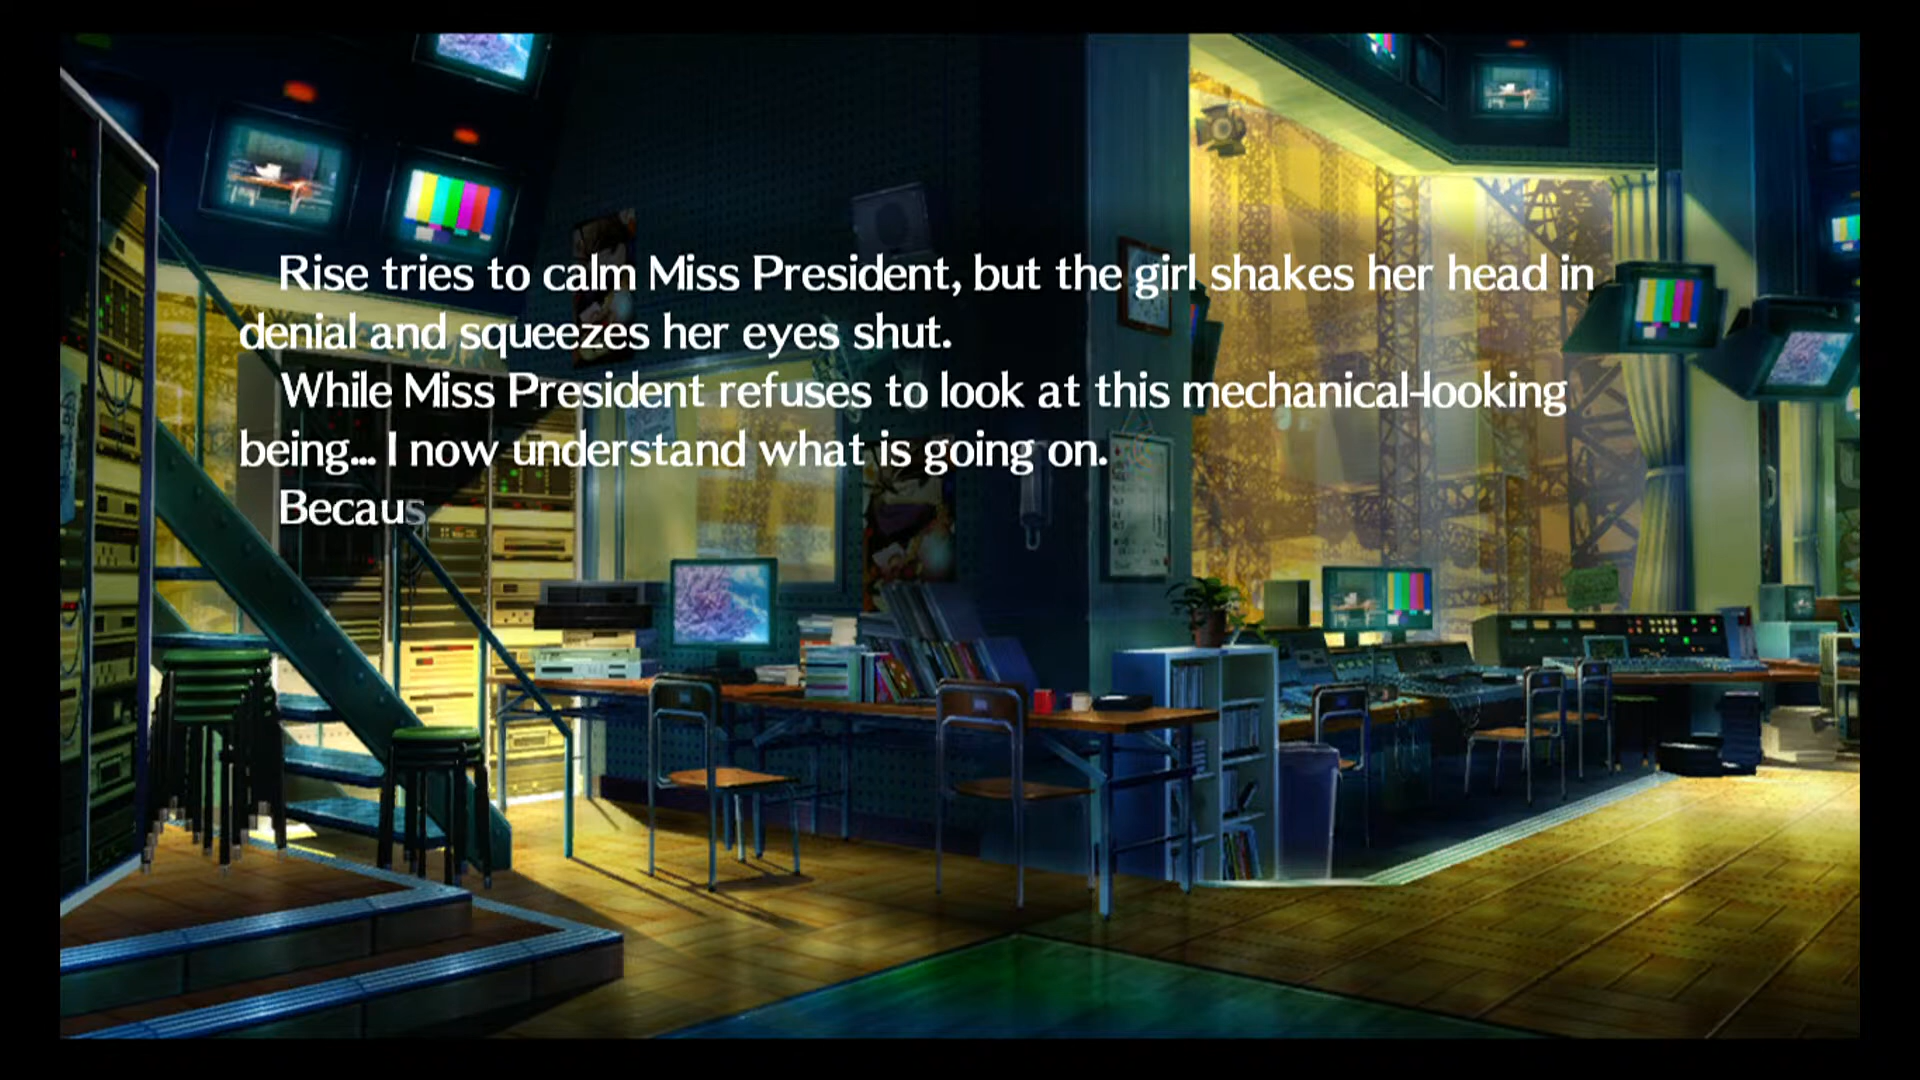 Rise tries to calm Miss President, but the girl shakes her head in
denial and squeezes her eyes shut.
While Miss President refuses to look at this mechanical-looking
being... I now understand what is going on.
Becaus